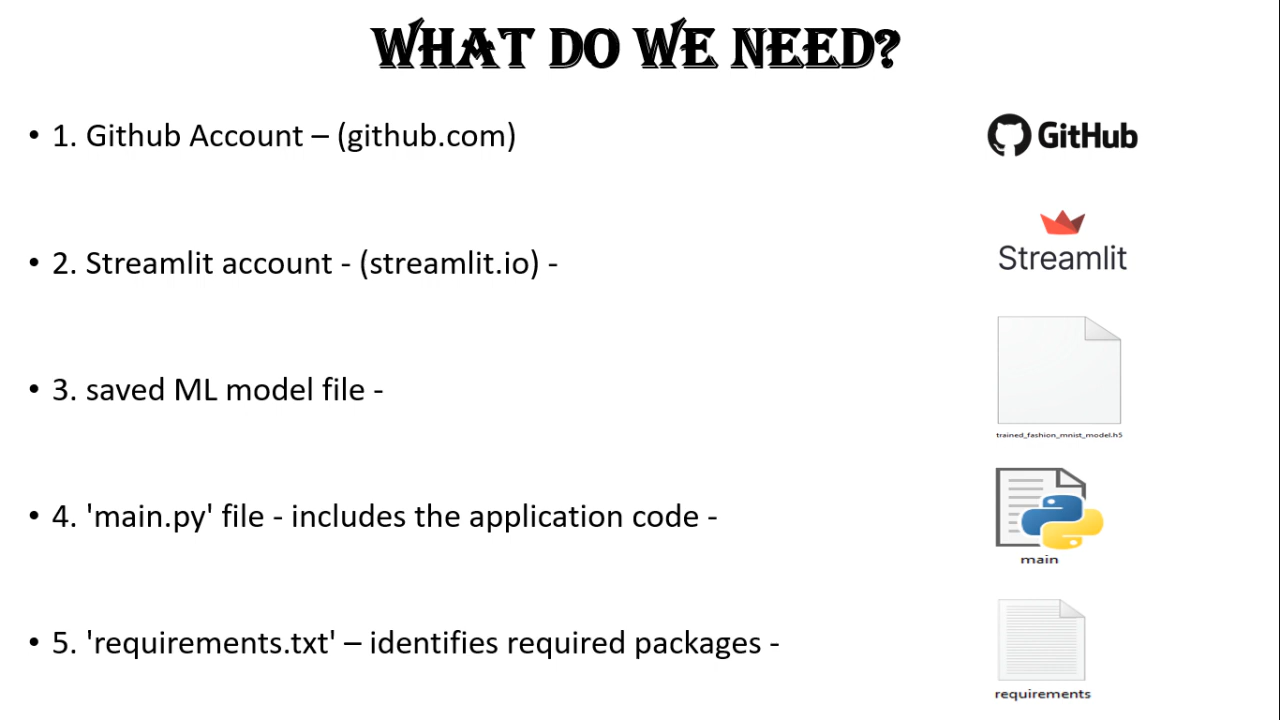 WHAT DO WE NEED?
• 1. Github Account – (github.com)
GitHub
• 2. Streamlit account - (streamlit.io) -
Streamlit
• 3. saved ML model file -
trained_fashion_mnist_model.h5
• 4. 'main.py' file - includes the application code -
main
• 5. 'requirements.txt' – identifies required packages -
requirements